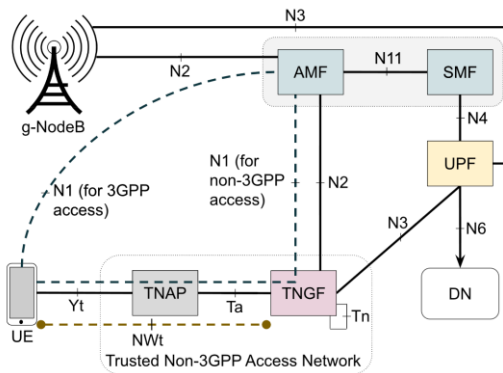 N3
N2
AMF
N11
SMF
g-NodeB
N4
N1 (for 3GPP
access)
N1 (for
non-3GPP
access)
N2
UPF
N3
N6
UE
Yt
TNAP
Ta
TNGF
Tn
DN
NWt
Trusted Non-3GPP Access Network